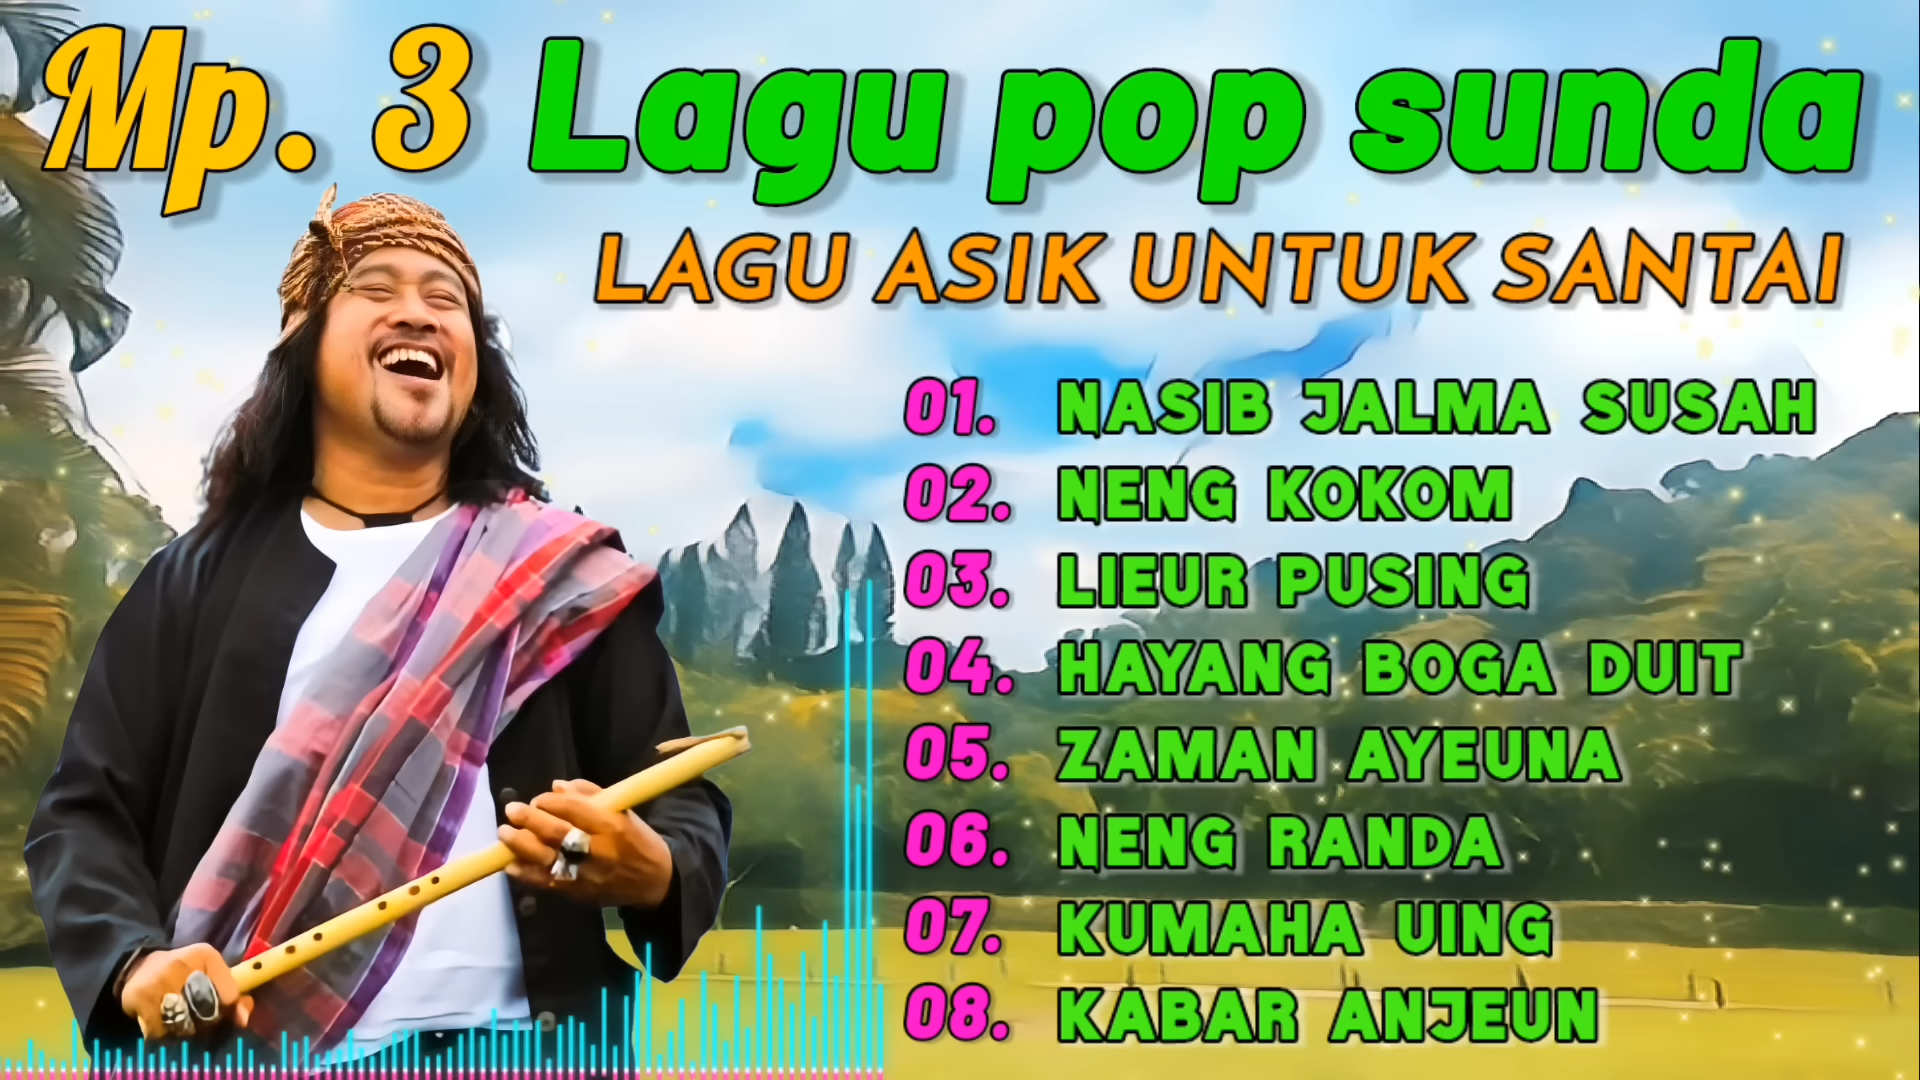 Mp. 3 Lagu pop sunda
LAGU ASIK UNTUK SANTAI
01. NASIB JALMA SUSAH
02. NENG KOKOM
03. LIEUR PUSING
04. HAYANG BOGA DUIT
05. ZAMAN AYEUNA
06. NENG RANDA
07. KUMAHA UING
08. KABAR ANJEUN